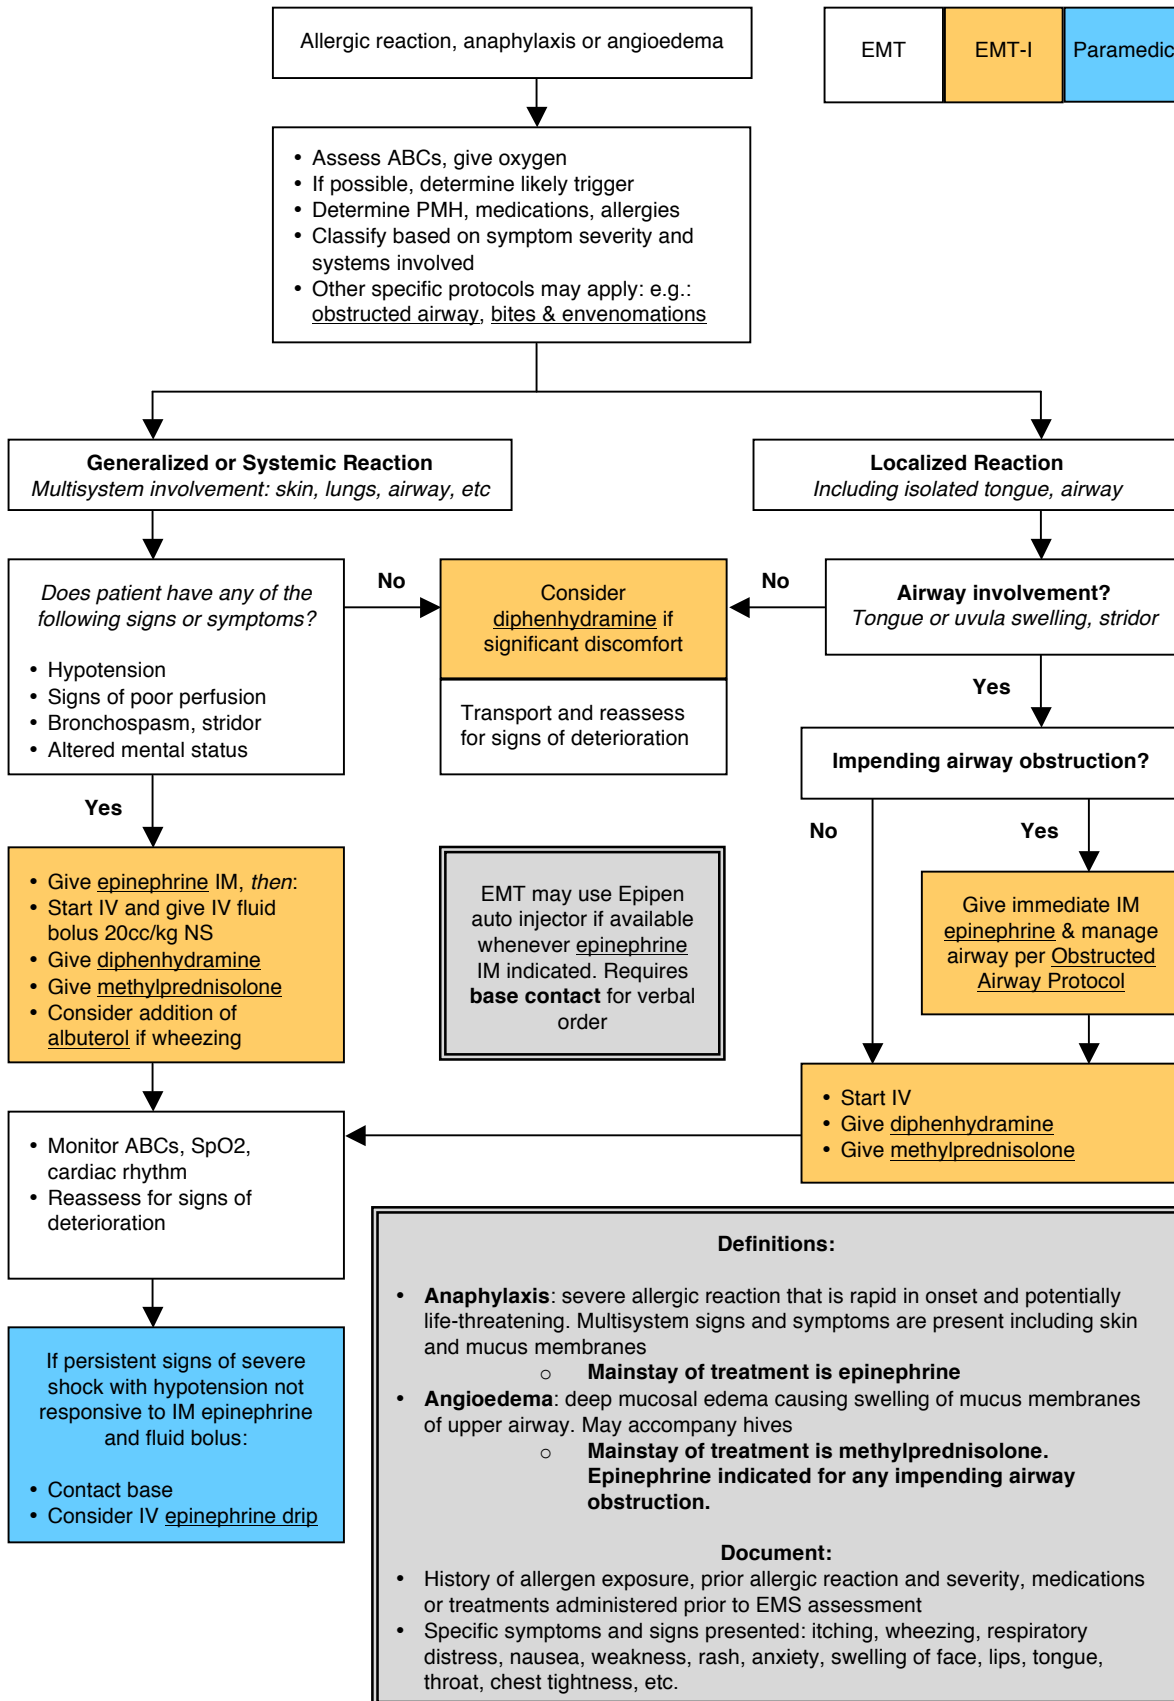 Allergic reaction, anaphylaxis or angioedema
EMT
EMT-I
Paramedic
• Assess ABCs, give oxygen
• If possible, determine likely trigger
• Determine PMH, medications, allergies
• Classify based on symptom severity and
systems involved
• Other specific protocols may apply: e.g.:
obstructed airway, bites & envenomations
Generalized or Systemic Reaction
Multisystem involvement: skin, lungs, airway, etc
Localized Reaction
Including isolated tongue, airway
Does patient have any of the
following signs or symptoms?
• Hypotension
• Signs of poor perfusion
• Bronchospasm, stridor
• Altered mental status
No
Consider
diphenhydramine if
significant discomfort
Transport and reassess
for signs of deterioration
No
Airway involvement?
Tongue or uvula swelling, stridor
Yes
Impending airway obstruction?
Yes
No
Yes
• Give epinephrine IM, then:
• Start IV and give IV fluid
bolus 20cc/kg NS
• Give diphenhydramine
• Give methylprednisolone
• Consider addition of
albuterol if wheezing
EMT may use Epipen
auto injector if available
whenever epinephrine
IM indicated. Requires
base contact for verbal
order
Give immediate IM
epinephrine & manage
airway per Obstructed
Airway Protocol
• Start IV
• Give diphenhydramine
• Give methylprednisolone
• Monitor ABCs, SpO2,
cardiac rhythm
• Reassess for signs of
deterioration
If persistent signs of severe
shock with hypotension not
responsive to IM epinephrine
and fluid bolus:
• Contact base
• Consider IV epinephrine drip
Definitions:
• Anaphylaxis: severe allergic reaction that is rapid in onset and potentially
life-threatening. Multisystem signs and symptoms are present including skin
and mucus membranes
o Mainstay of treatment is epinephrine
• Angioedema: deep mucosal edema causing swelling of mucus membranes
of upper airway. May accompany hives
o Mainstay of treatment is methylprednisolone.
Epinephrine indicated for any impending airway
obstruction.
Document:
• History of allergen exposure, prior allergic reaction and severity, medications
or treatments administered prior to EMS assessment
• Specific symptoms and signs presented: itching, wheezing, respiratory
distress, nausea, weakness, rash, anxiety, swelling of face, lips, tongue,
throat, chest tightness, etc.